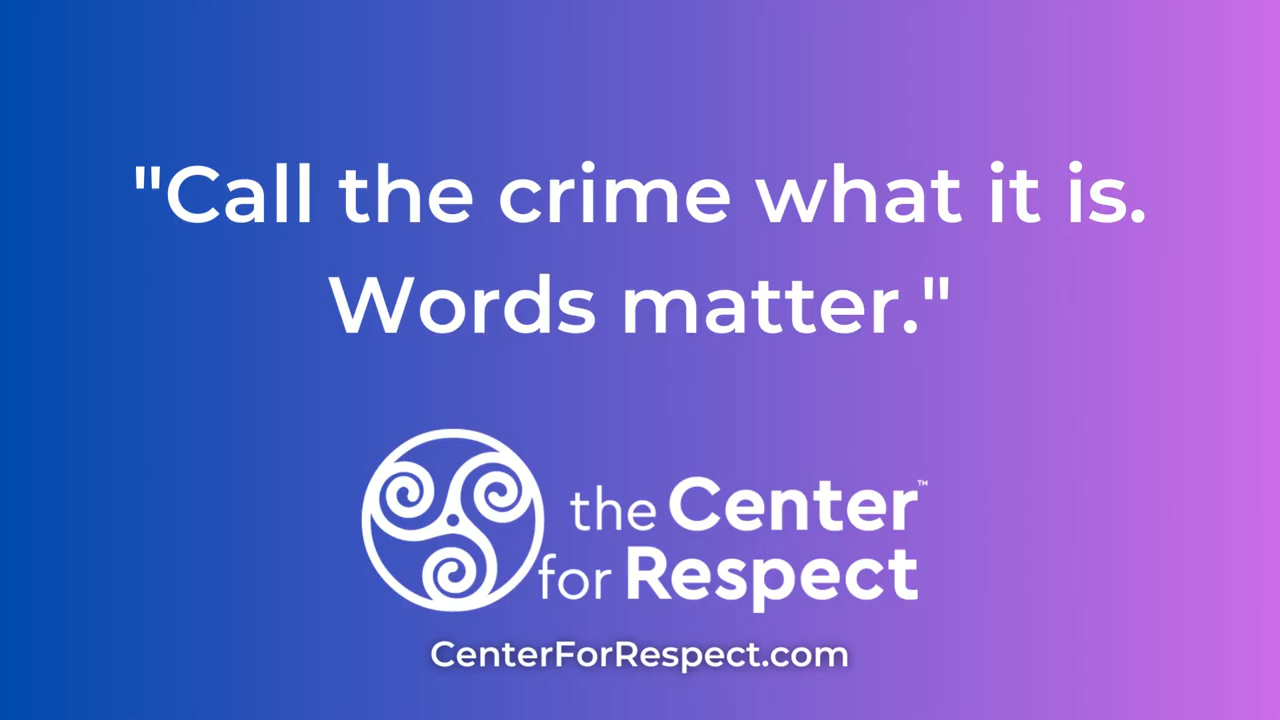 "Call the crime what it is.
Words matter."
the Center™
for Respect
CenterForRespect.com